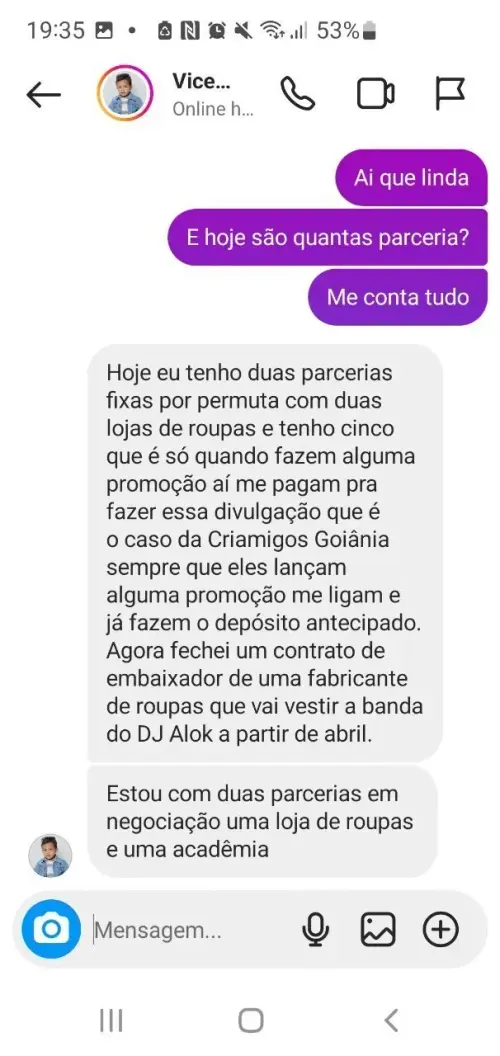 19:35
53%
Vice...
Online h...
Ai que linda
E hoje são quantas parceria?
Me conta tudo
Hoje eu tenho duas parcerias
fixas por permuta com duas
lojas de roupas e tenho cinco
que é só quando fazem alguma
promoção aí me pagam pra
fazer essa divulgação que é
o caso da Criamigos Goiânia
sempre que eles lançam
alguma promoção me ligam e
já fazem o depósito antecipado.
Agora fechei um contrato de
embaixador de uma fabricante
de roupas que vai vestir a banda
do DJ Alok a partir de abril.
Estou com duas parcerias em
negociação uma loja de roupas
e uma acadêmia
Mensagem...